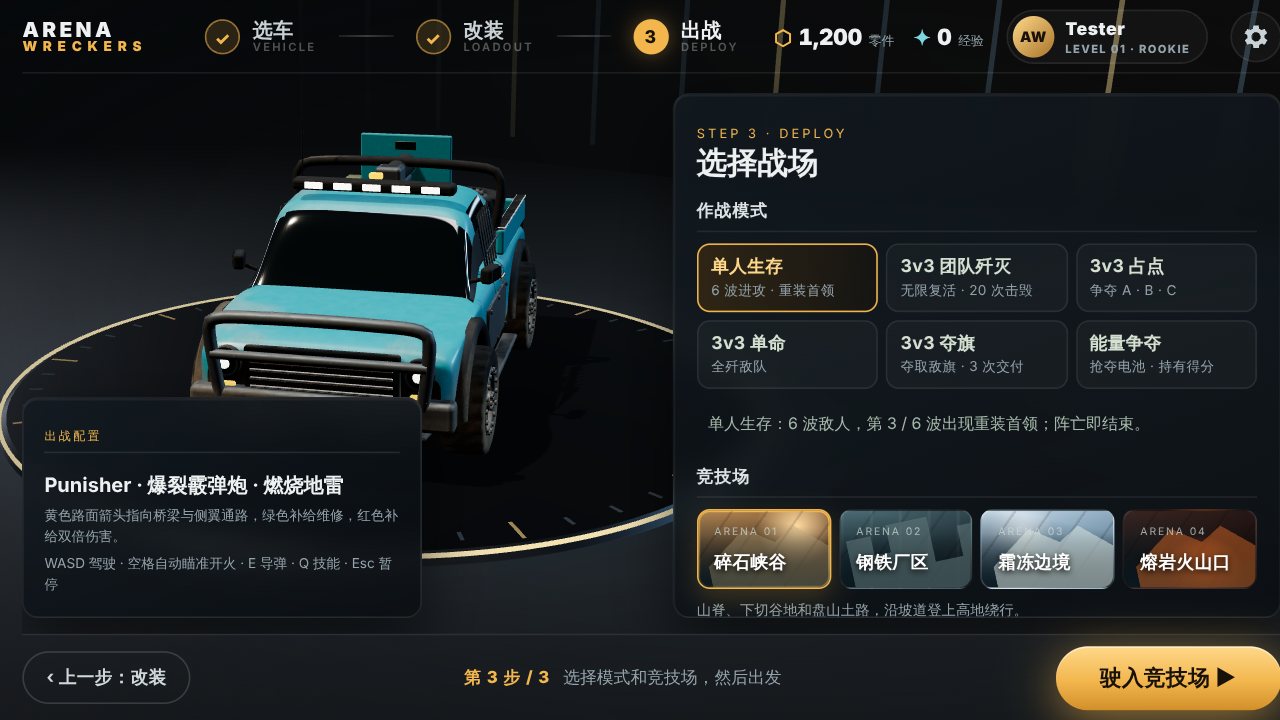 ARENA
WRECKERS
选车
VEHICLE
改装
LOADOUT
3
出战
DEPLOY
1,200 零件
0 经验
AW
Tester
LEVEL 01 · ROOKIE
STEP 3 · DEPLOY
选择战场
作战模式
单人生存
6 波进攻 · 重装首领
3v3 团队歼灭
无限复活 · 20 次击毁
3v3 占点
争夺 A · B · C
3v3 单命
全歼敌队
3v3 夺旗
夺取敌旗 · 3 次交付
能量争夺
抢夺电池 · 持有得分
单人生存：6 波敌人，第 3 / 6 波出现重装首领；阵亡即结束。
竞技场
ARENA 01
碎石峡谷
ARENA 02
钢铁厂区
ARENA 03
霜冻边境
ARENA 04
熔岩火山口
山脊、下切谷地和盘山土路，沿坡道登上高地绕行。
出战配置
Punisher · 爆裂霰弹炮 · 燃烧地雷
黄色路面箭头指向桥梁与侧翼通路，绿色补给维修，红色补
给双倍伤害。
WASD 驾驶 · 空格自动瞄准开火 · E 导弹 · Q 技能 · Esc 暂
停
‹ 上一步：改装
第 3 步 / 3 选择模式和竞技场，然后出发
驶入竞技场 ▶